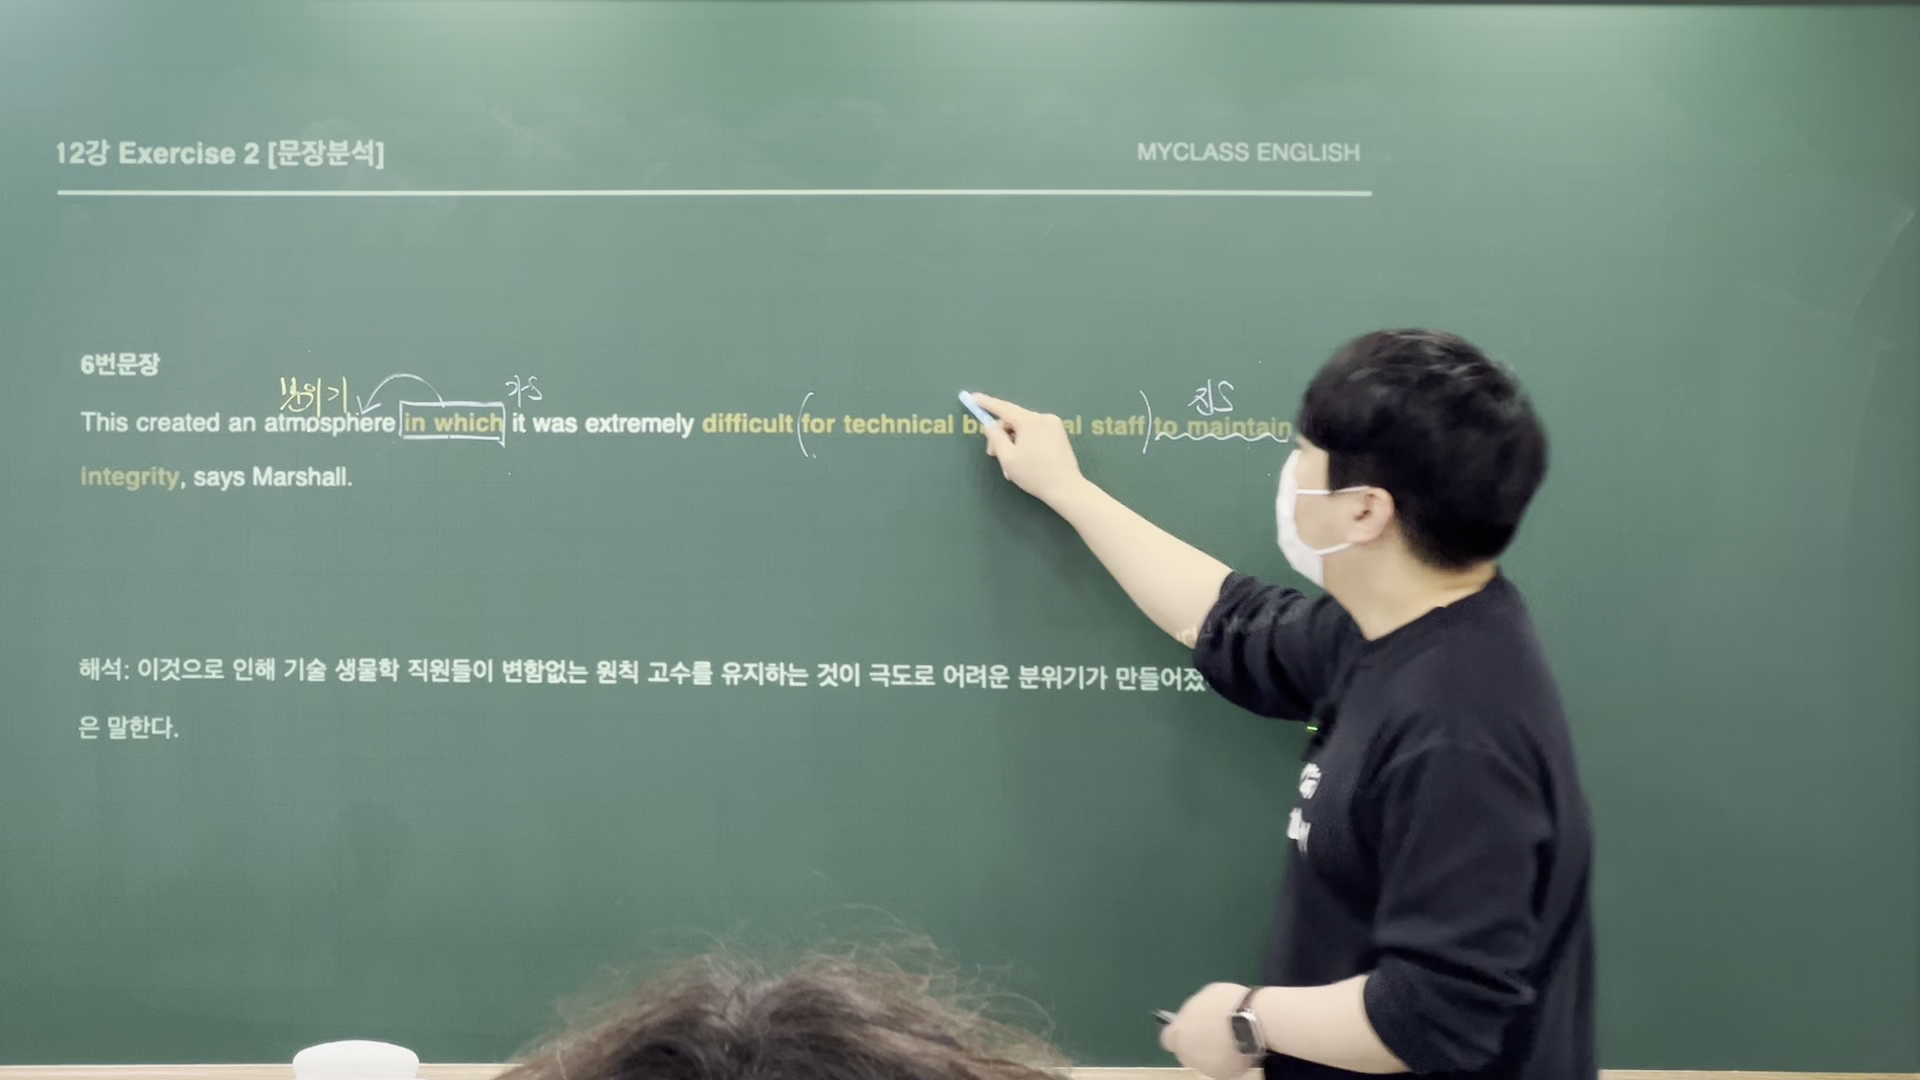 12강 Exercise 2 [문장분석]
MYCLASS ENGLISH
6번문장
분위기 가S 진S
This created an atmosphere in which it was extremely difficult (for technical b al staff) to maintain
integrity, says Marshall.
해석: 이것으로 인해 기술 생물학 직원들이 변함없는 원칙 고수를 유지하는 것이 극도로 어려운 분위기가 만들어졌
은 말한다.